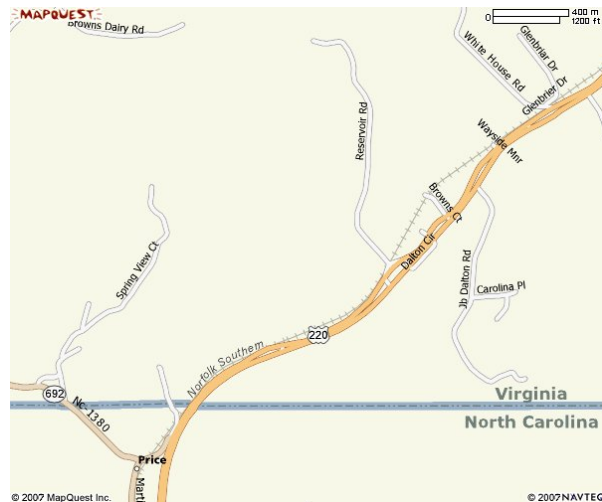 MAPQUEST
0 400 m
1200 ft
Browns Dairy Rd
White House Rd
Glenbriar Dr
Glenbrier Dr
Wayside Mnr
Reservoir Rd
Browns Ct
Dalton Cir
Spring View Ct
Jb Dalton Rd
Carolina Pl
220
Norfolk Southern
692
Nc-1380
Virginia
North Carolina
Price
© 2007 MapQuest Inc.
© 2007 NAVTEQ